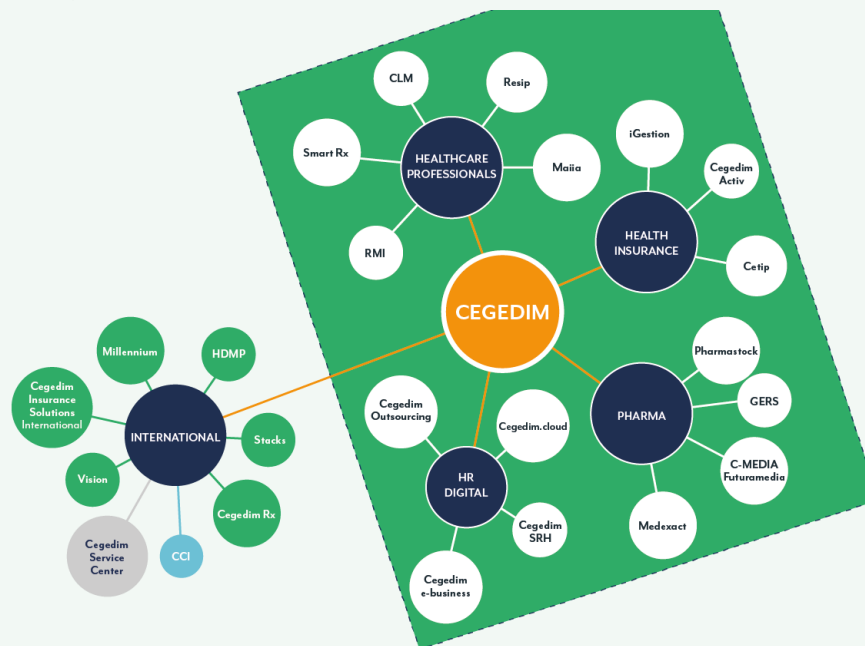 CLM
Resip
Smart Rx
HEALTHCARE
PROFESSIONALS
Maiia
RMI
iGestion
Cegedim
Activ
HEALTH
INSURANCE
Cetip
CEGEDIM
Pharmastock
GERS
PHARMA
C-MEDIA
Futuramedia
Medexact
Cegedim
Outsourcing
Cegedim.cloud
HR
DIGITAL
Cegedim
SRH
Cegedim
e-business
Millennium
HDMP
Cegedim
Insurance
Solutions
International
INTERNATIONAL
Stacks
Vision
Cegedim Rx
Cegedim
Service
Center
CCI